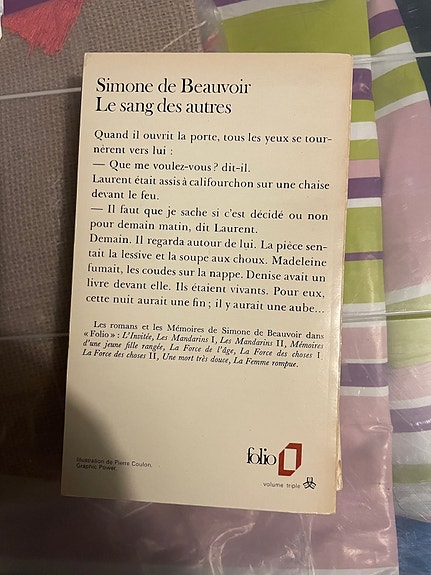 Simone de Beauvoir
Le sang des autres
Quand il ouvrit la porte, tous les yeux se tour-
nèrent vers lui :
— Que me voulez-vous ? dit-il.
Laurent était assis à califourchon sur une chaise
devant le feu.
— Il faut que je sache si c'est décidé ou non
pour demain matin, dit Laurent.
Demain. Il regarda autour de lui. La pièce sen-
tait la lessive et la soupe aux choux. Madeleine
fumait, les coudes sur la nappe. Denise avait un
livre devant elle. Ils étaient vivants. Pour eux,
cette nuit aurait une fin ; il y aurait une aube...
Les romans et les Mémoires de Simone de Beauvoir dans
« Folio » : L'Invitée, Les Mandarins I, Les Mandarins II, Mémoires
d'une jeune fille rangée, La Force de l'âge, La Force des choses I
La Force des choses II, Une mort très douce, La Femme rompue.
Illustration de Pierre Coulon.
Graphic Power.
folio
volume triple